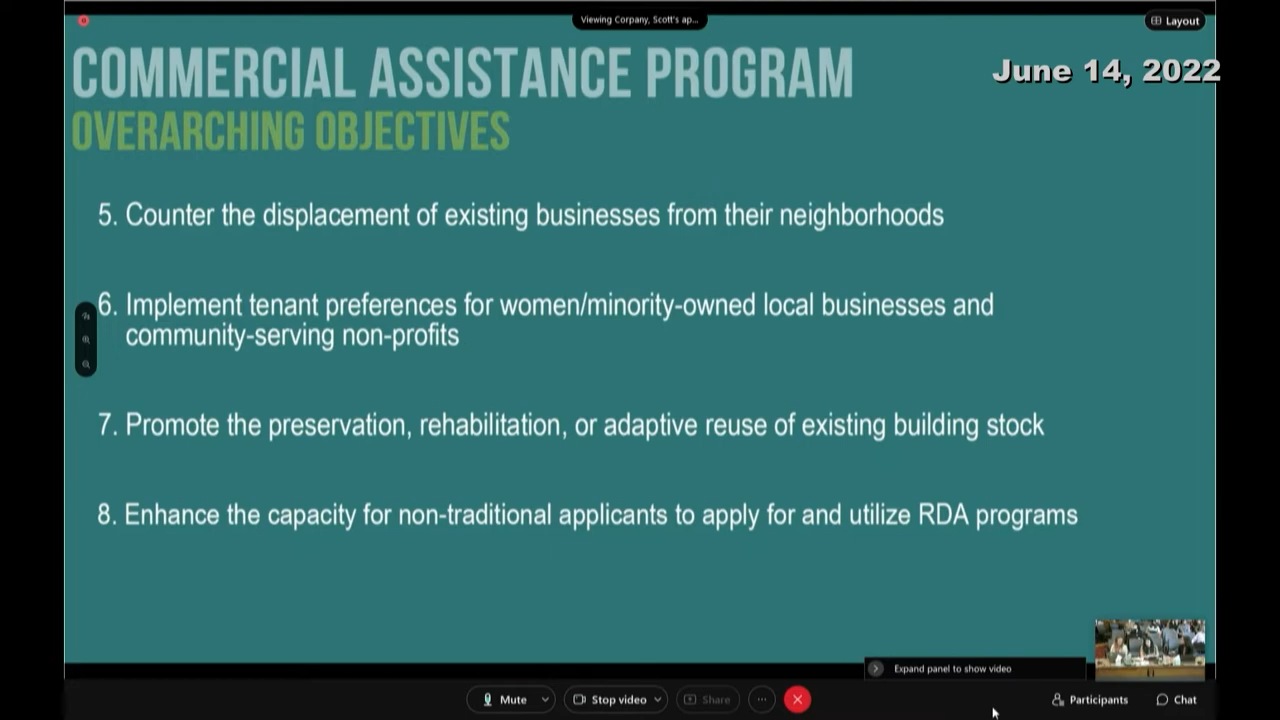 Viewing Corpany, Scott's ap...
Layout
COMMERCIAL ASSISTANCE PROGRAM
June 14, 2022
OVERARCHING OBJECTIVES
5. Counter the displacement of existing businesses from their neighborhoods
6. Implement tenant preferences for women/minority-owned local businesses and
community-serving non-profits
7. Promote the preservation, rehabilitation, or adaptive reuse of existing building stock
8. Enhance the capacity for non-traditional applicants to apply for and utilize RDA programs
Expand panel to show video
Mute
Stop video
Share
Participants
Chat